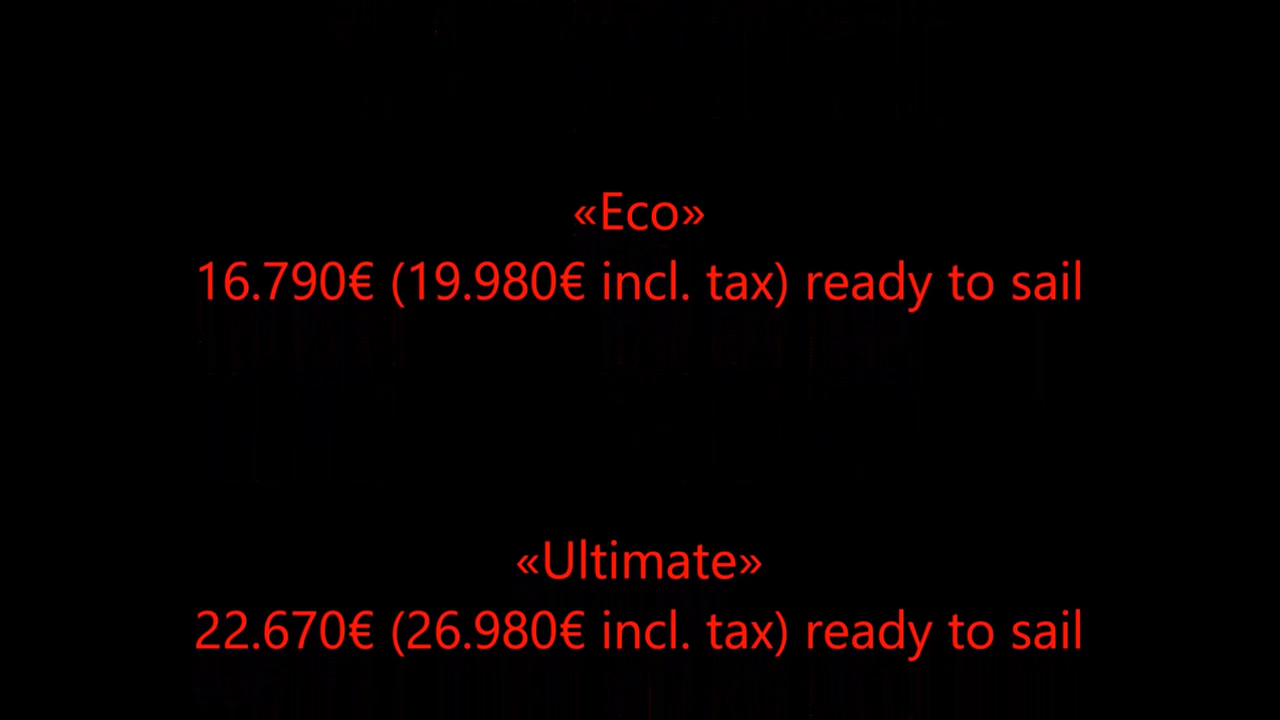 «Eco»
16.790€ (19.980€ incl. tax) ready to sail
«Ultimate»
22.670€ (26.980€ incl. tax) ready to sail